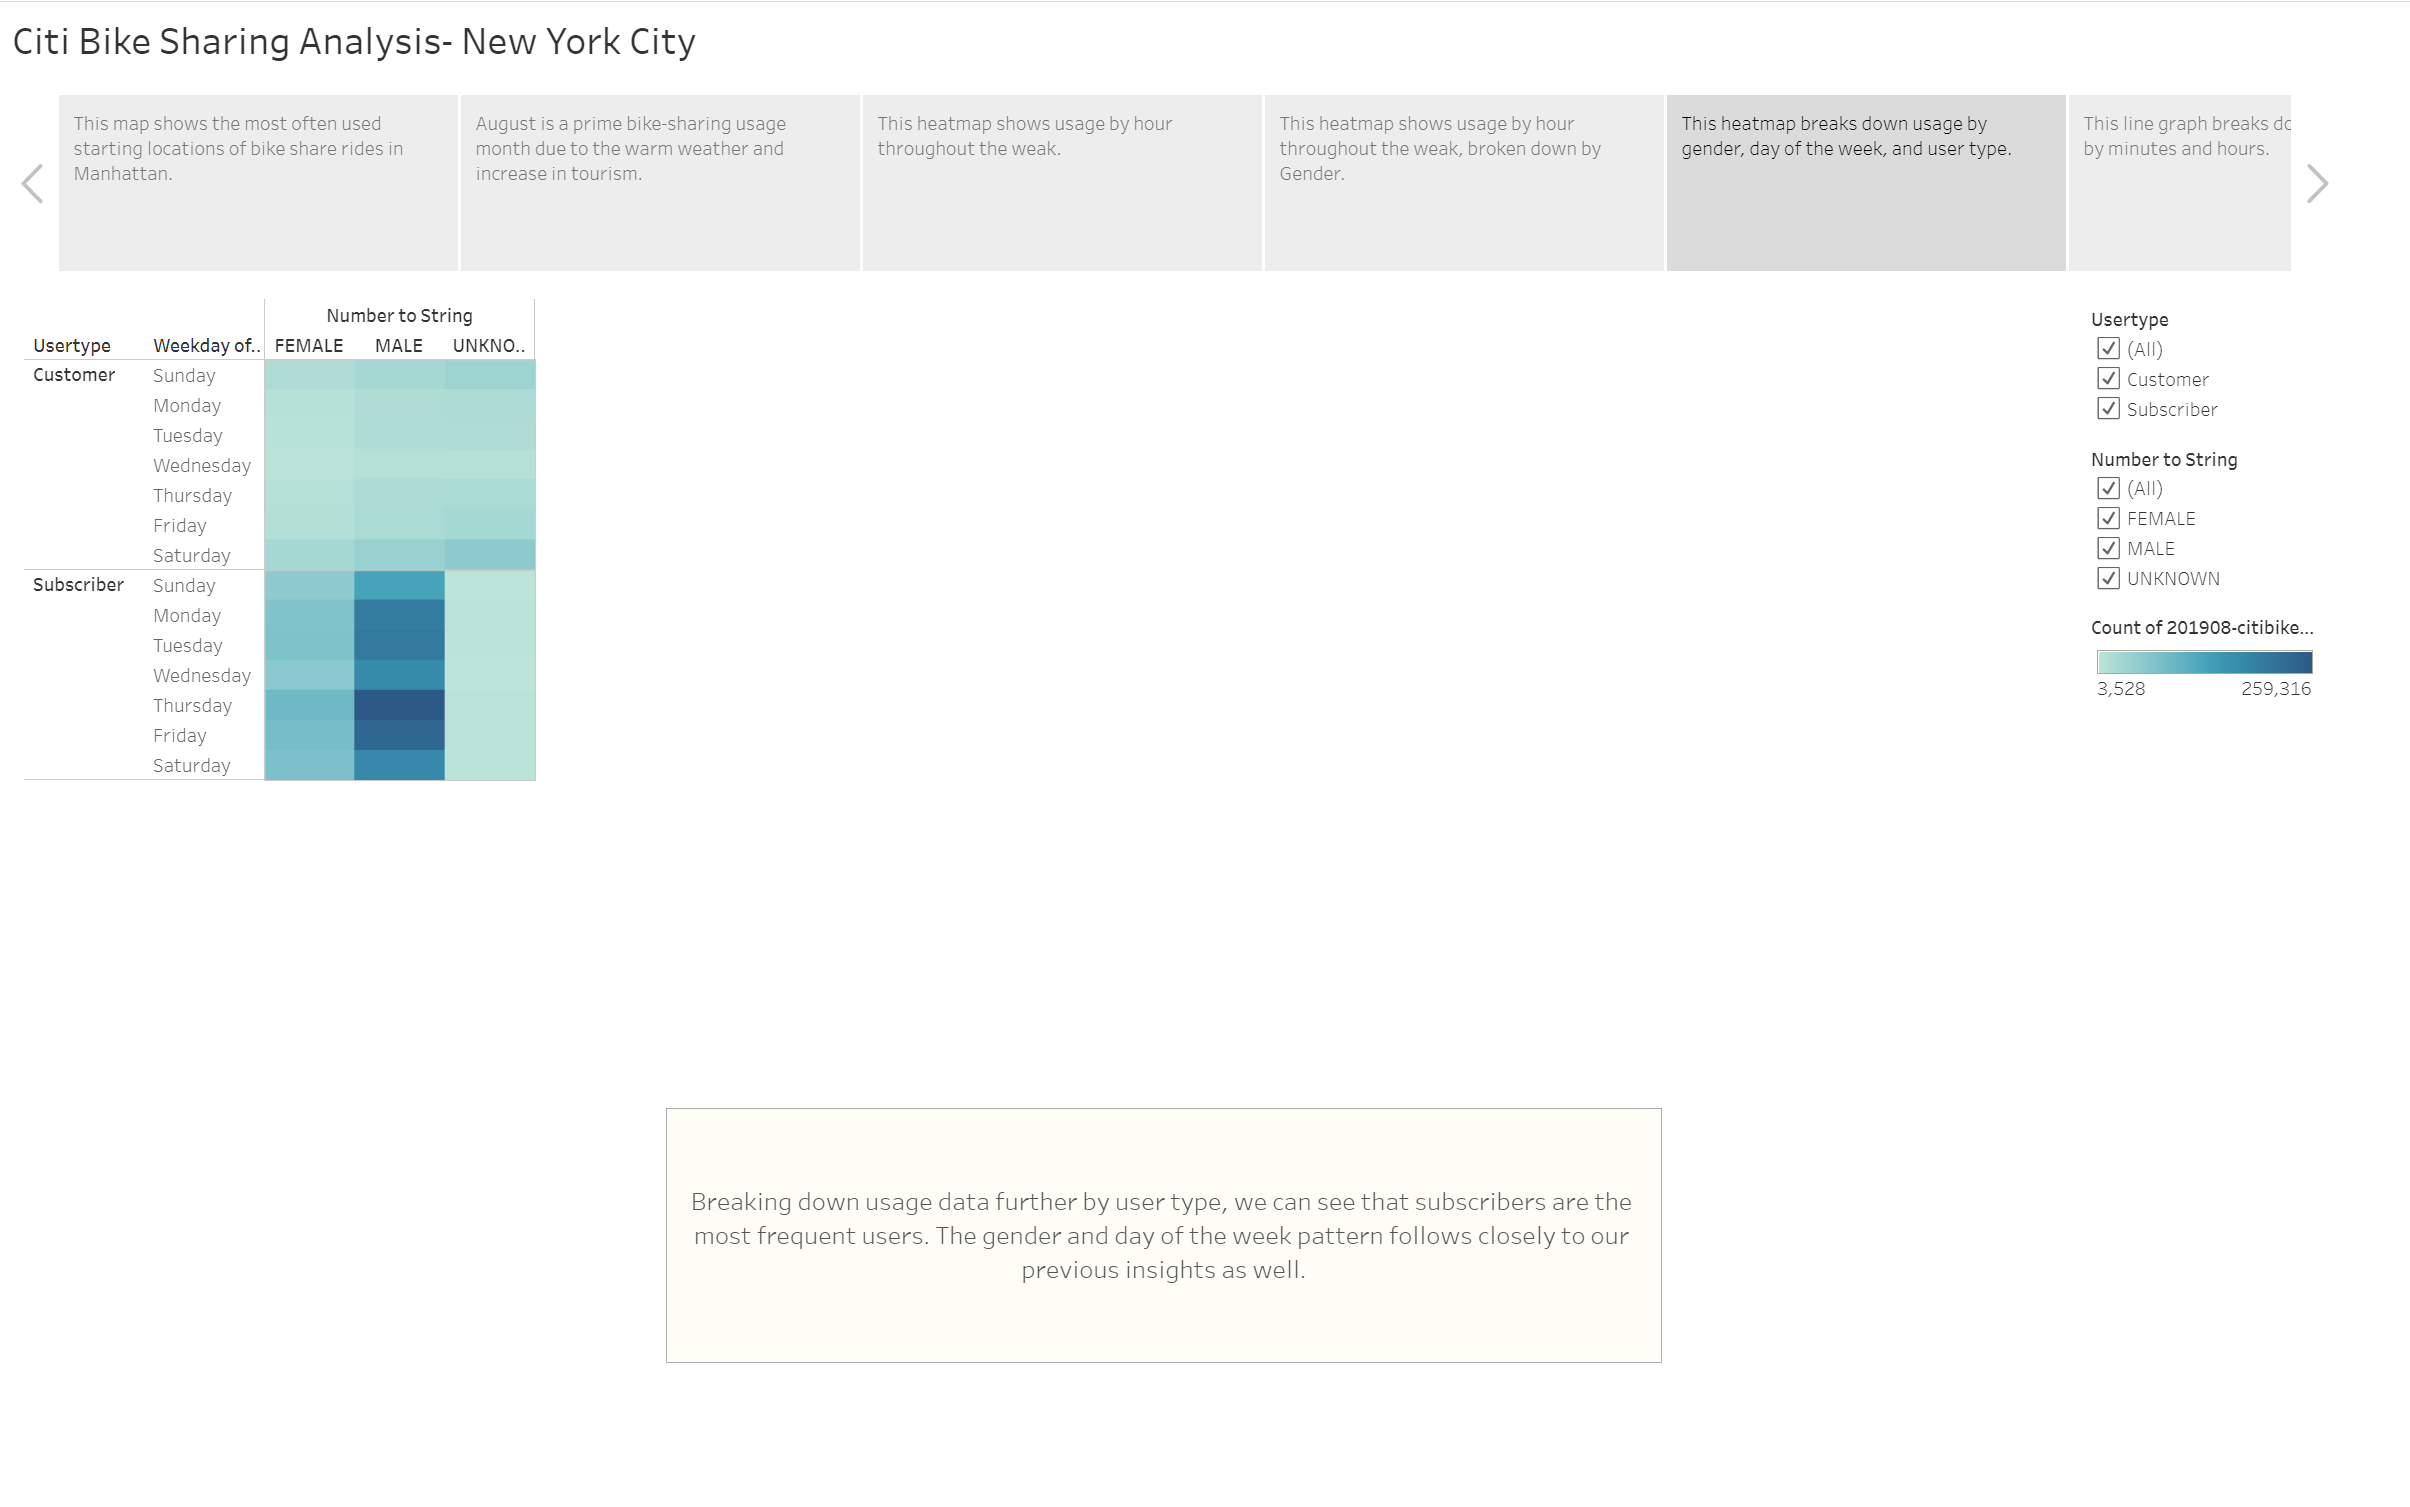 Citi Bike Sharing Analysis- New York City
This map shows the most often used
starting locations of bike share rides in
Manhattan.
August is a prime bike-sharing usage
month due to the warm weather and
increase in tourism.
This heatmap shows usage by hour
throughout the weak.
This heatmap shows usage by hour
throughout the weak, broken down by
Gender.
This heatmap breaks down usage by
gender, day of the week, and user type.
This line graph breaks do
by minutes and hours.
Number to String
Usertype Weekday of.. FEMALE MALE UNKNO..
Customer Sunday
Monday
Tuesday
Wednesday
Thursday
Friday
Saturday
Subscriber Sunday
Monday
Tuesday
Wednesday
Thursday
Friday
Saturday
Usertype
(All)
Customer
Subscriber
Number to String
(All)
FEMALE
MALE
UNKNOWN
Count of 201908-citibike...
3,528 259,316
Breaking down usage data further by user type, we can see that subscribers are the
most frequent users. The gender and day of the week pattern follows closely to our
previous insights as well.